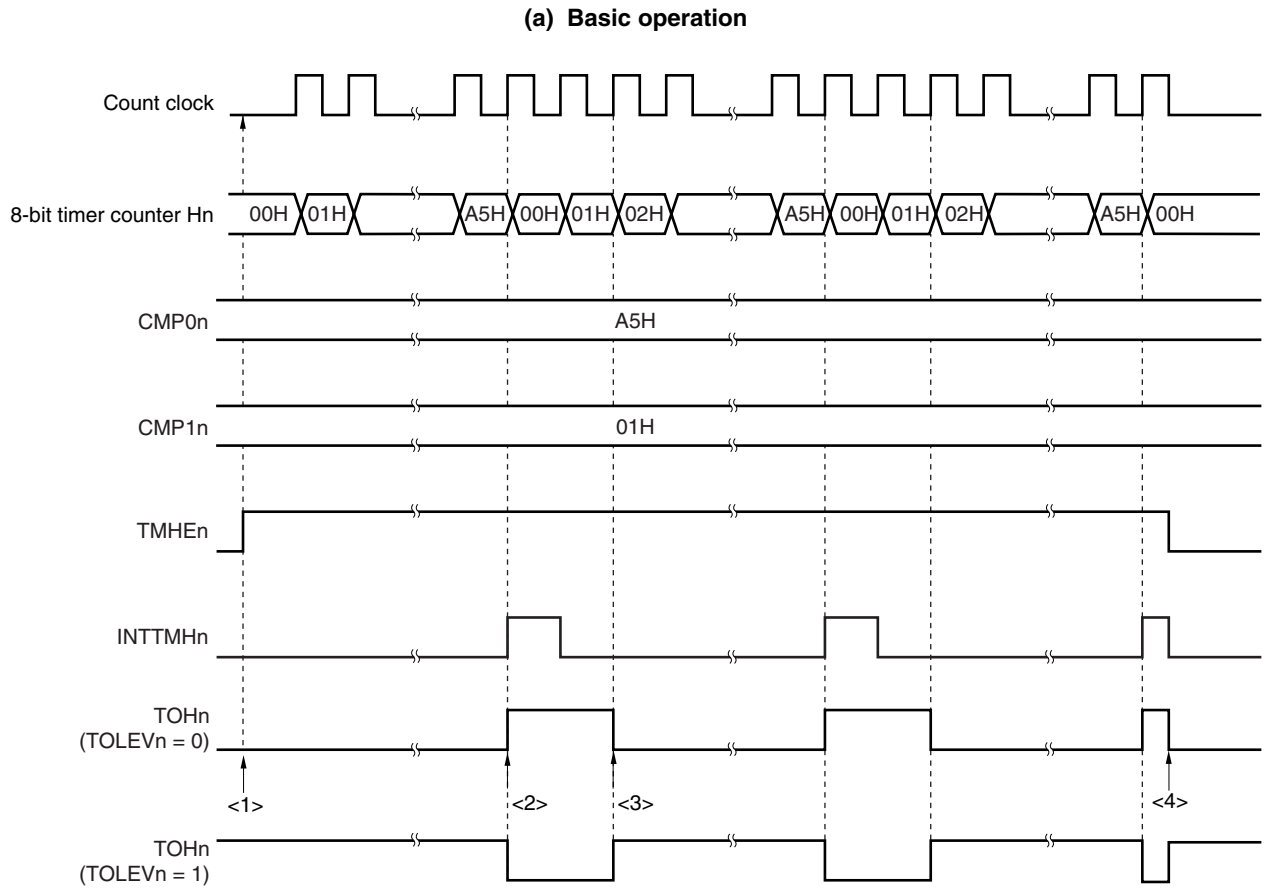 (a) Basic operation
Count clock
8-bit timer counter Hn
00H 01H A5H 00H 01H 02H A5H 00H 01H 02H A5H 00H
CMP0n
A5H
CMP1n
01H
TMHEn
INTTMHn
TOHn
(TOLEVn = 0)
<1> <2> <3> <4>
TOHn
(TOLEVn = 1)